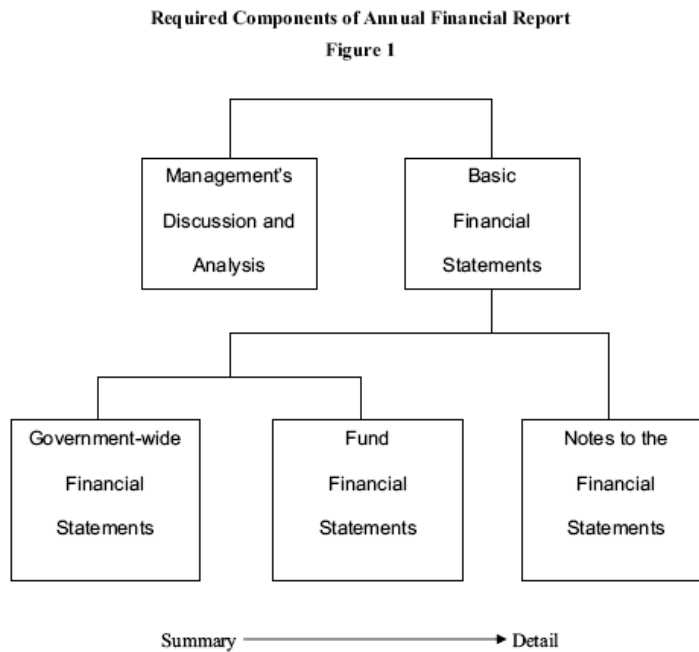 Required Components of Annual Financial Report
Figure 1
Management's
Discussion and
Analysis
Basic
Financial
Statements
Government-wide
Financial
Statements
Fund
Financial
Statements
Notes to the
Financial
Statements
Summary
Detail